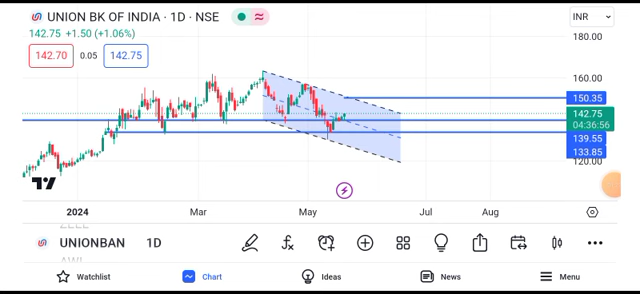 UNION BK OF INDIA · 1D · NSE
INR
142.75 +1.50 (+1.06%)
142.70 0.05 142.75
180.00
160.00
150.35
142.75
04:36:56
139.55
133.85
120.00
2024 Mar May Jul Aug
UNIONBAN 1D
Watchlist Chart Ideas News Menu